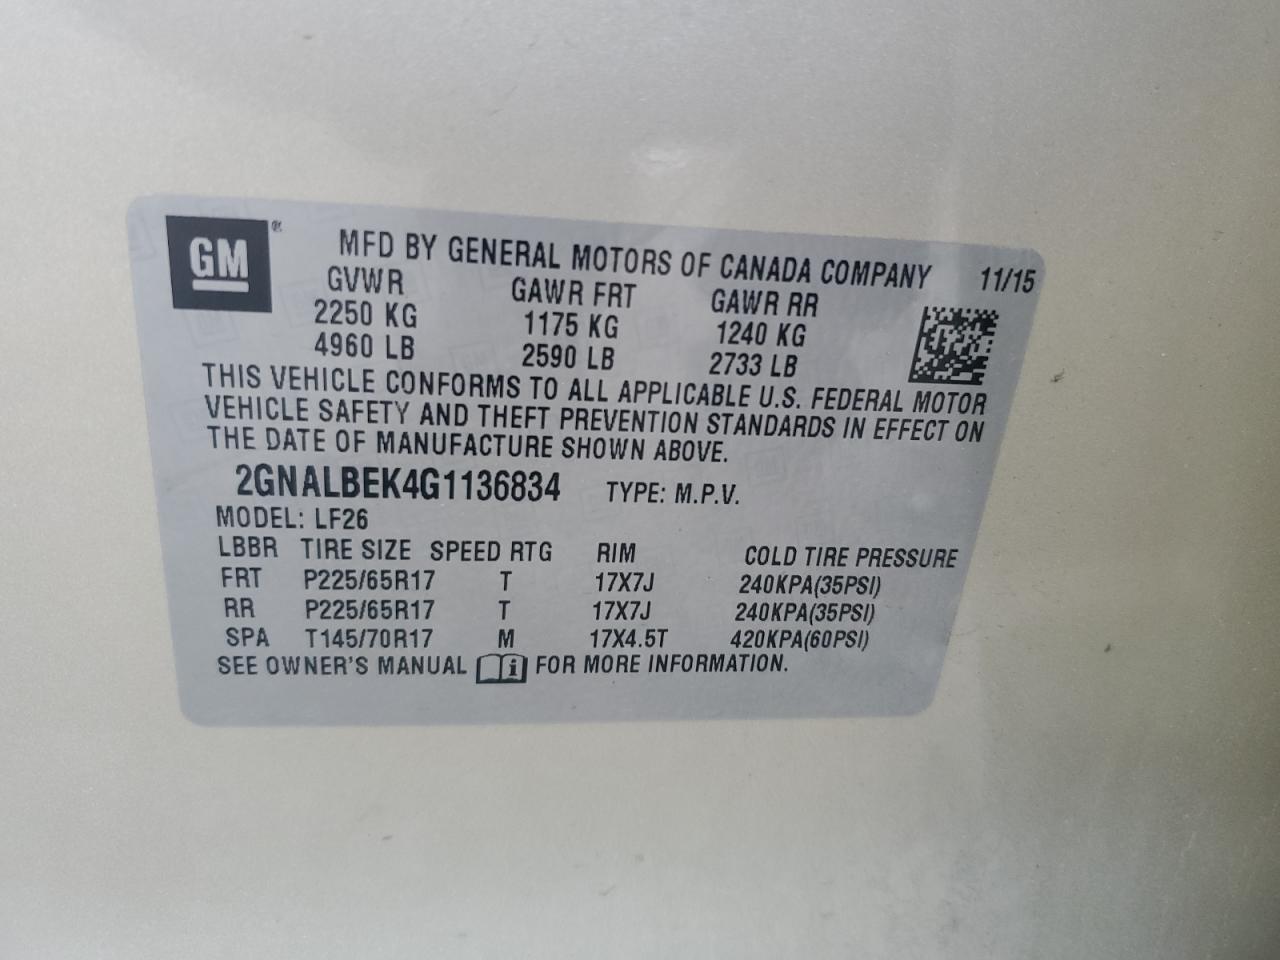 GM ®
MFD BY GENERAL MOTORS OF CANADA COMPANY 11/15
GVWR GAWR FRT GAWR RR
2250 KG 1175 KG 1240 KG
4960 LB 2590 LB 2733 LB
THIS VEHICLE CONFORMS TO ALL APPLICABLE U.S. FEDERAL MOTOR
VEHICLE SAFETY AND THEFT PREVENTION STANDARDS IN EFFECT ON
THE DATE OF MANUFACTURE SHOWN ABOVE.
2GNALBEK4G1136834 TYPE: M.P.V.
MODEL: LF26
LBBR TIRE SIZE SPEED RTG RIM COLD TIRE PRESSURE
FRT P225/65R17 T 17X7J 240KPA(35PSI)
RR P225/65R17 T 17X7J 240KPA(35PSI)
SPA T145/70R17 M 17X4.5T 420KPA(60PSI)
SEE OWNER'S MANUAL i FOR MORE INFORMATION.